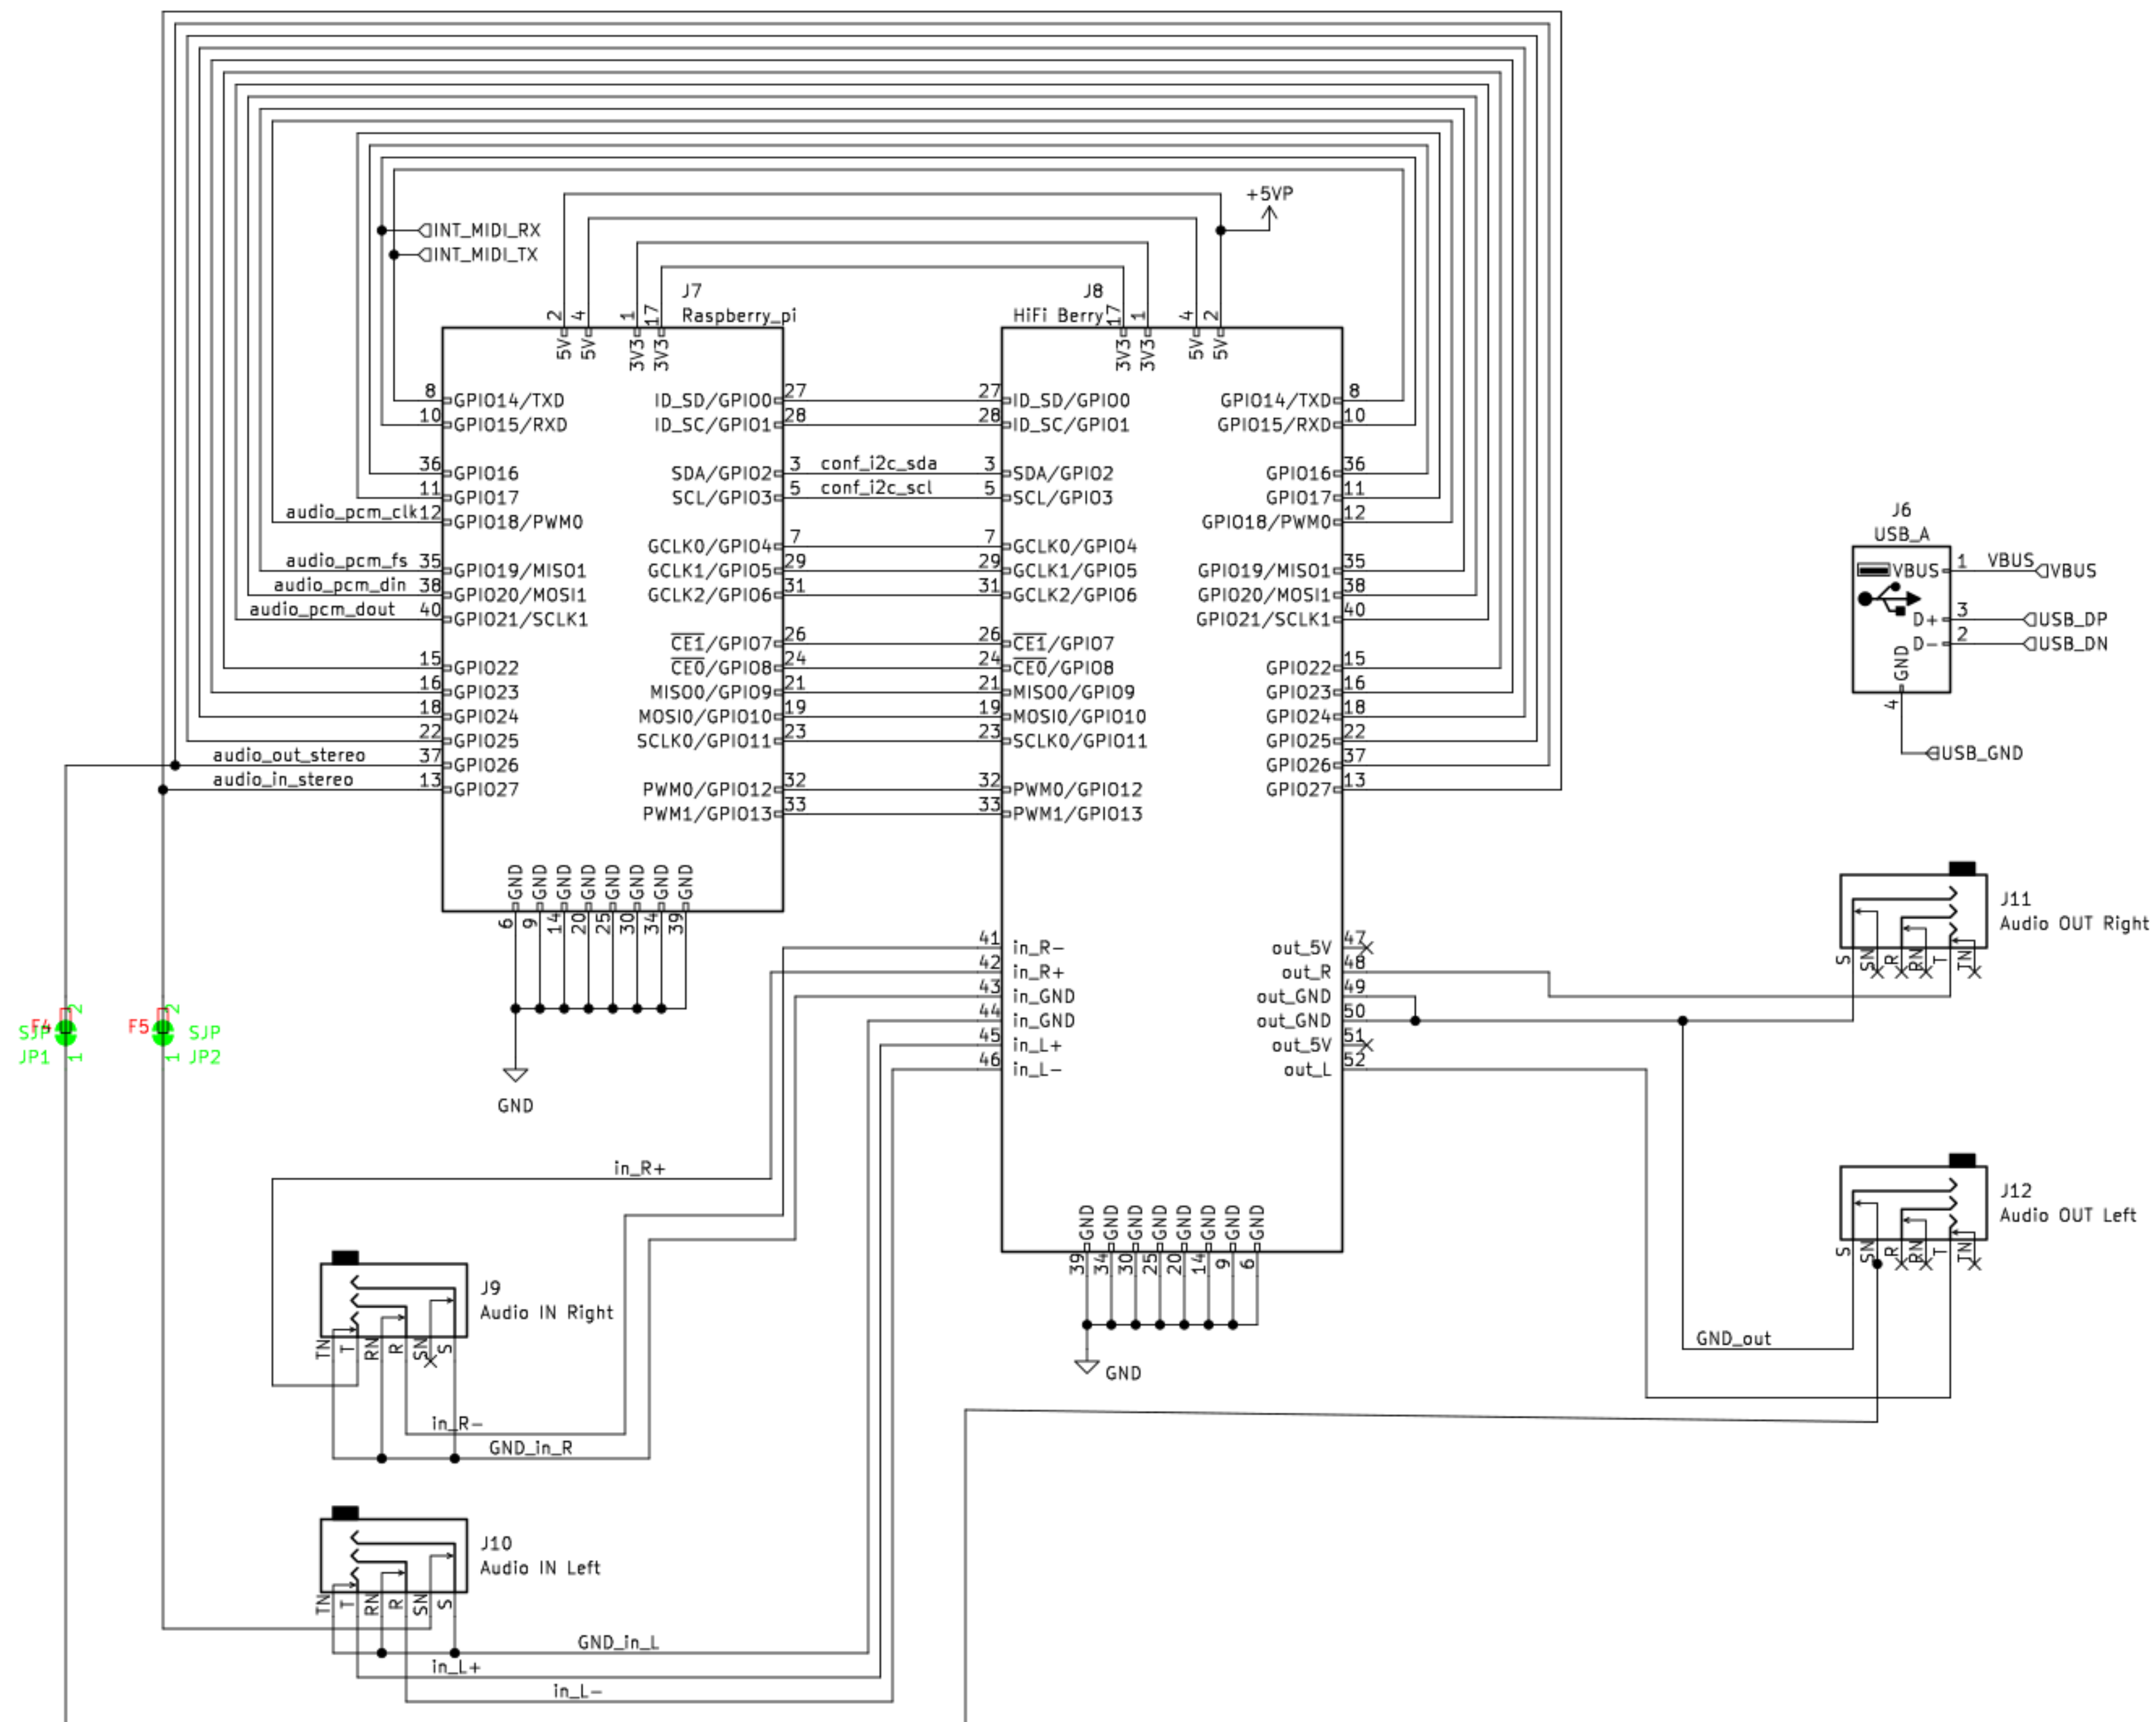 +5VP
INT_MIDI_RX
INT_MIDI_TX
J7
Raspberry_pi
J8
HiFi Berry
2
4
1
17
17
1
4
2
5V
5V
3V3
3V3
3V3
3V3
5V
5V
8 GPIO14/TXD ID_SD/GPIO0 27
10 GPIO15/RXD ID_SC/GPIO1 28
36 GPIO16 SDA/GPIO2 3 conf_i2c_sda
11 GPIO17 SCL/GPIO3 5 conf_i2c_scl
audio_pcm_clk 12 GPIO18/PWM0
GCLK0/GPIO4 7
audio_pcm_fs 35 GPIO19/MISO1 GCLK1/GPIO5 29
audio_pcm_din 38 GPIO20/MOSI1 GCLK2/GPIO6 31
audio_pcm_dout 40 GPIO21/SCLK1
CE1/GPIO7 26
15 GPIO22 CE0/GPIO8 24
16 GPIO23 MISO0/GPIO9 21
18 GPIO24 MOSI0/GPIO10 19
22 GPIO25 SCLK0/GPIO11 23
audio_out_stereo 37 GPIO26
audio_in_stereo 13 GPIO27 PWM0/GPIO12 32
PWM1/GPIO13 33
GND GND GND GND GND GND GND GND
6 9 14 20 25 30 34 39
GND
27 ID_SD/GPIO0 GPIO14/TXD 8
28 ID_SC/GPIO1 GPIO15/RXD 10
3 SDA/GPIO2 GPIO16 36
5 SCL/GPIO3 GPIO17 11
GPIO18/PWM0 12
7 GCLK0/GPIO4
29 GCLK1/GPIO5 GPIO19/MISO1 35
31 GCLK2/GPIO6 GPIO20/MOSI1 38
GPIO21/SCLK1 40
26 CE1/GPIO7
24 CE0/GPIO8 GPIO22 15
21 MISO0/GPIO9 GPIO23 16
19 MOSI0/GPIO10 GPIO24 18
23 SCLK0/GPIO11 GPIO25 22
GPIO26 37
32 PWM0/GPIO12 GPIO27 13
33 PWM1/GPIO13
41 in_R- out_5V 47
42 in_R+ out_R 48
43 in_GND out_GND 49
44 in_GND out_GND 50
45 in_L+ out_5V 51
46 in_L- out_L 52
GND GND GND GND GND GND GND GND
39 34 30 25 20 14 9 6
GND
J6
USB_A
VBUS 1 VBUS VBUS
D+ 3 USB_DP
D- 2 USB_DN
GND
4
USB_GND
J11
Audio OUT Right
S SN R RN T TN
J12
Audio OUT Left
S SN R RN T TN
GND_out
F4 2
SJP
JP1 1
F5 2
SJP
JP2 1
in_R+
J9
Audio IN Right
TN T RN R SN S
in_R-
GND_in_R
J10
Audio IN Left
TN T RN R SN S
GND_in_L
in_L+
in_L-